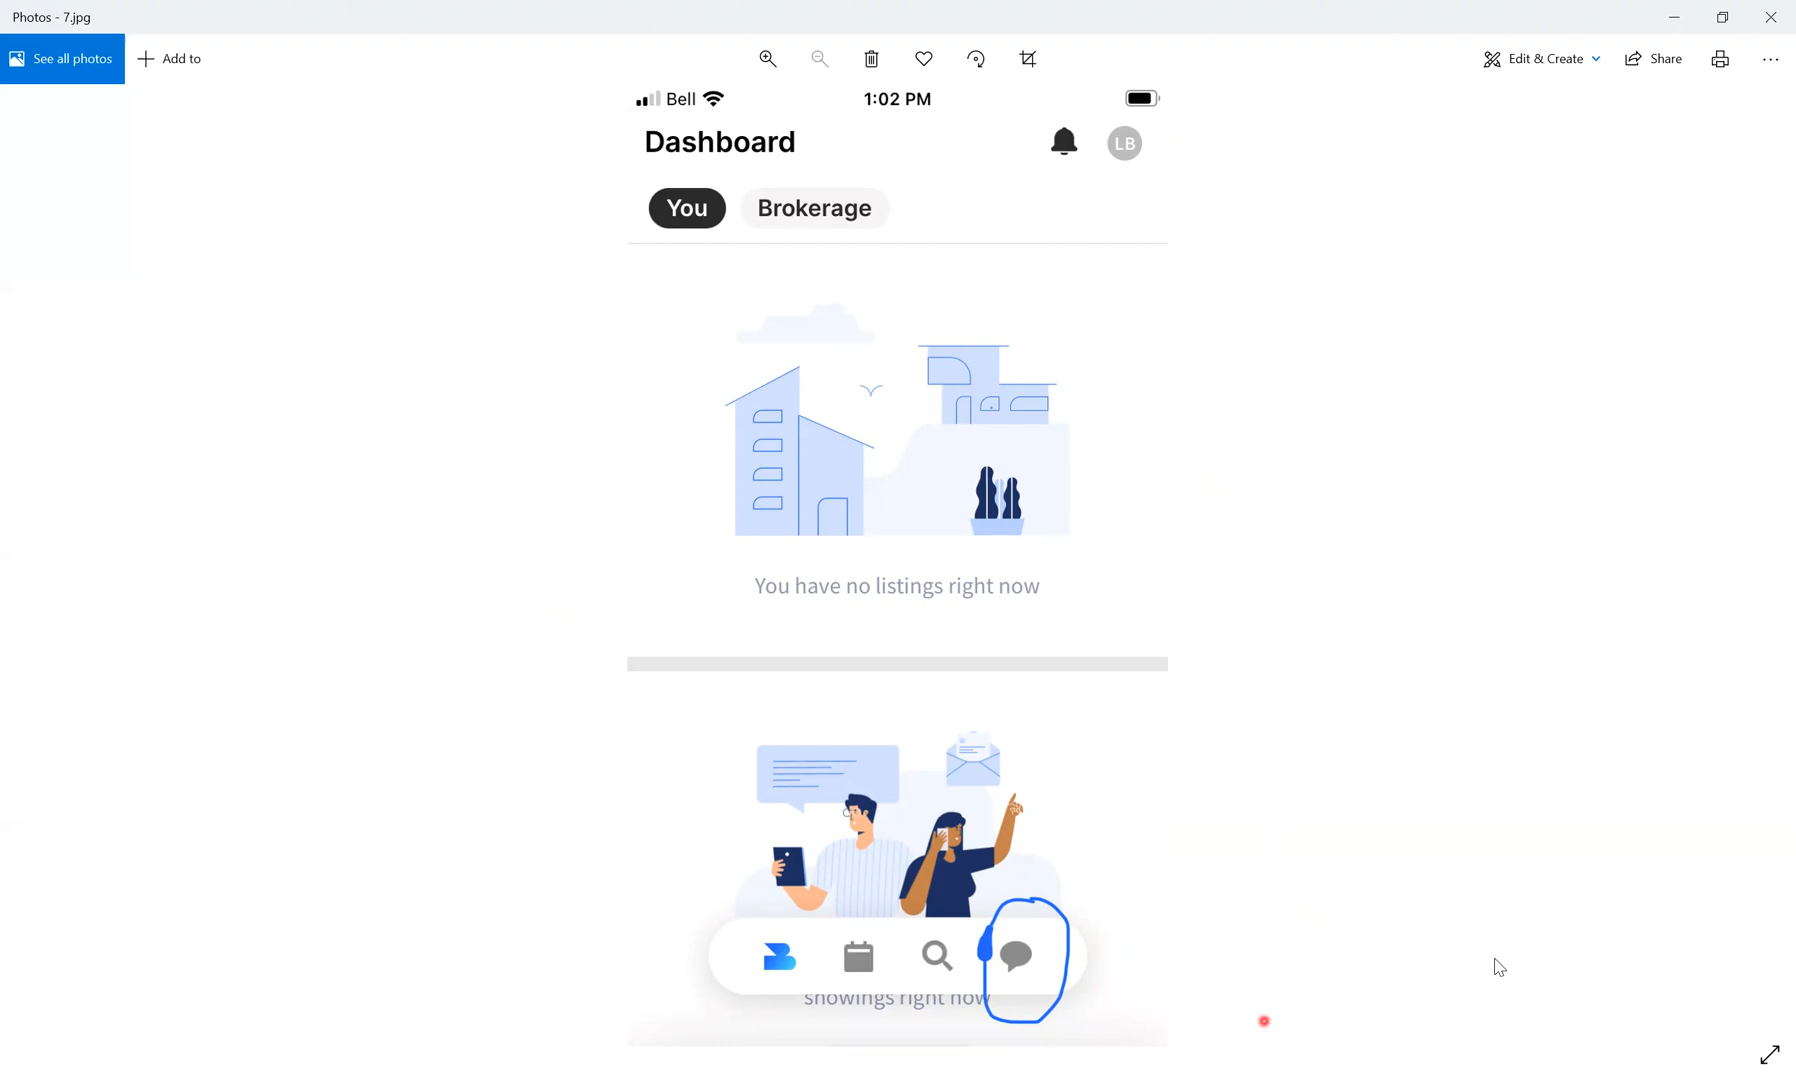 Photos - 7.jpg
See all photos
Add to
Edit & Create
Share
Bell
1:02 PM
Dashboard
LB
You
Brokerage
You have no listings right now
showings right now